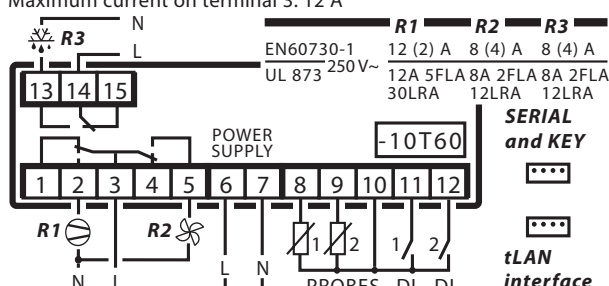 Maximum current on terminal 3: 12 A
N
R1 R2 R3
R3
L
EN60730-1 250 V~ 12 (2) A 8 (4) A 8 (4) A
UL 873 12A 5FLA 8A 2FLA 8A 2FLA
30LRA 12LRA 12LRA
13 14 15
SERIAL
and KEY
POWER
SUPPLY
-10T60
1 2 3 4 5 6 7 8 9 10 11 12
R1 R2 1 2 1 2
tLAN
interface
N L L N PROBES DI DI